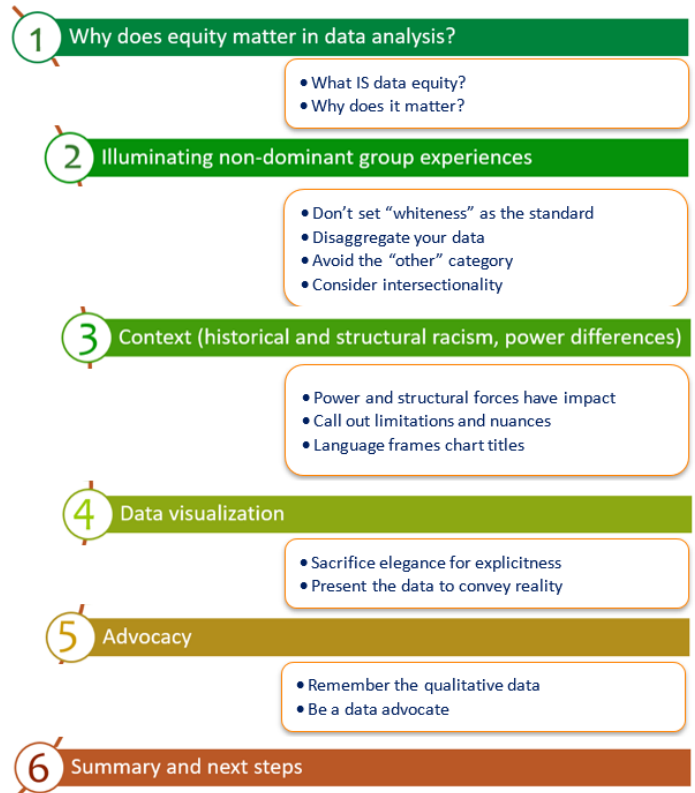 1 Why does equity matter in data analysis?
• What IS data equity?
• Why does it matter?
2 Illuminating non-dominant group experiences
• Don't set “whiteness” as the standard
• Disaggregate your data
• Avoid the “other” category
• Consider intersectionality
3 Context (historical and structural racism, power differences)
• Power and structural forces have impact
• Call out limitations and nuances
• Language frames chart titles
4 Data visualization
• Sacrifice elegance for explicitness
• Present the data to convey reality
5 Advocacy
• Remember the qualitative data
• Be a data advocate
6 Summary and next steps